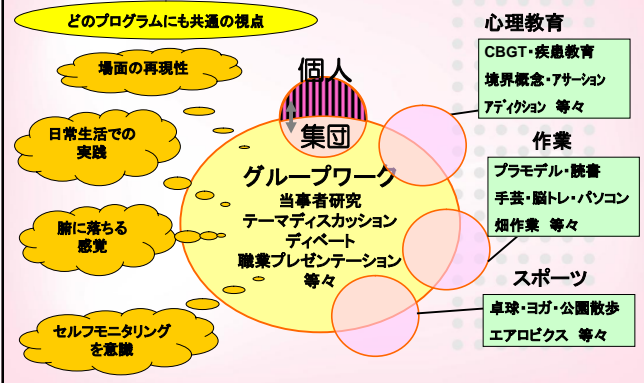 どのプログラムにも共通の視点
場面の再現性
日常生活での
実践
腑に落ちる
感覚
セルフモニタリング
を意識
個人
集団
グループワーク
当事者研究
テーマディスカッション
ディベート
職業プレゼンテーション
等々
心理教育
CBGT・疾患教育
境界概念・アサーション
アディクション 等々
作業
プラモデル・読書
手芸・脳トレ・パソコン
畑作業 等々
スポーツ
卓球・ヨガ・公園散歩
エアロビクス 等々